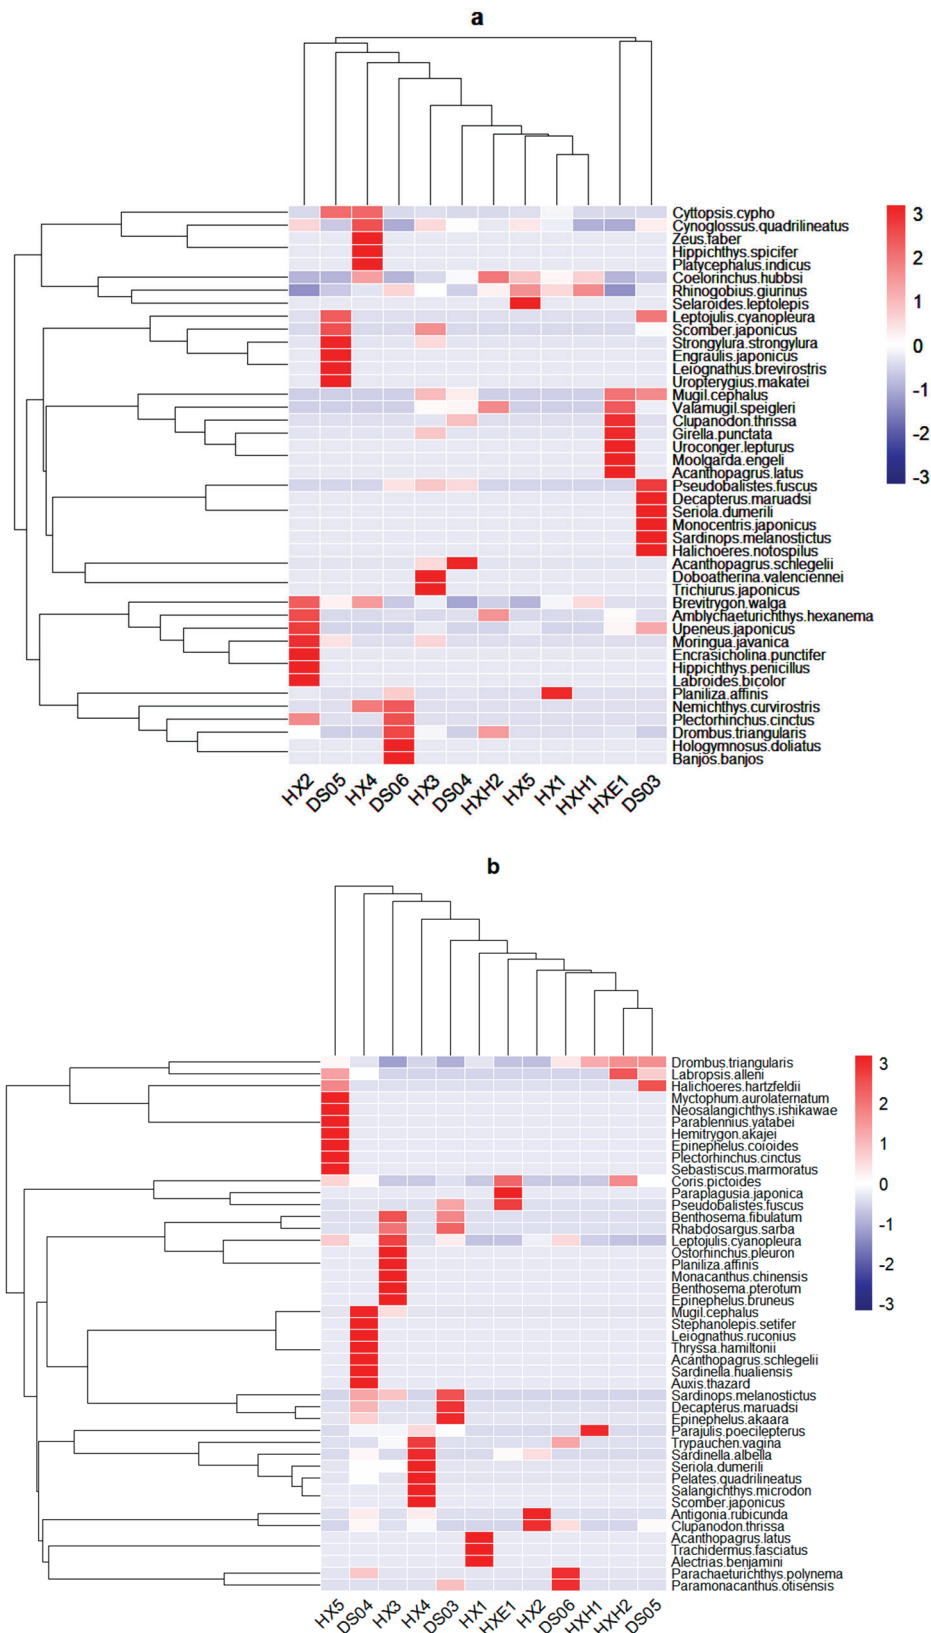 a
Cyttopsis.cypho
Cynoglossus.quadrilineatus
Zeus.faber
Hippichthys.spicifer
Platycephalus.indicus
Coelorinchus.hubbsi
Rhinogobius.giurinus
Selaroides.leptolepis
Leptojulis.cyanopleura
Scomber.japonicus
Strongylura.strongylura
Engraulis.japonicus
Leiognathus.brevirostris
Uropterygius.makatei
Mugil.cephalus
Valamugil.speigleri
Clupanodon.thrissa
Girella.punctata
Uroconger.lepturus
Moolgarda.engeli
Acanthopagrus.latus
Pseudobalistes.fuscus
Decapterus.maruadsi
Seriola.dumerili
Monocentris.japonicus
Sardinops.melanostictus
Halichoeres.notospilus
Acanthopagrus.schlegelii
Doboatherina.valenciennei
Trichiurus.japonicus
Brevitrygon.walga
Amblychaeturichthys.hexanema
Upeneus.japonicus
Moringua.javanica
Encrasicholina.punctifer
Hippichthys.penicillus
Labroides.bicolor
Planiliza.affinis
Nemichthys.curvirostris
Plectorhinchus.cinctus
Drombus.triangularis
Hologymnosus.doliatus
Banjos.banjos
3
2
1
0
-1
-2
-3
HX2 DS05 HX4 DS06 HX3 DS04 HXH2 HX5 HX1 HXH1 HXE1 DS03
b
Drombus.triangularis
Labropsis.alleni
Halichoeres.hartzfeldii
Myctophum.aurolaternatum
Neosalangichthys.ishikawae
Parablennius.yatabei
Hemitrygon.akajei
Epinephelus.coioides
Plectorhinchus.cinctus
Sebastiscus.marmoratus
Coris.pictoides
Paraplagusia.japonica
Pseudobalistes.fuscus
Benthosema.fibulatum
Rhabdosargus.sarba
Leptojulis.cyanopleura
Ostorhinchus.pleuron
Planiliza.affinis
Monacanthus.chinensis
Benthosema.pterotum
Epinephelus.bruneus
Mugil.cephalus
Stephanolepis.setifer
Leiognathus.ruconius
Thryssa.hamiltonii
Acanthopagrus.schlegelii
Sardinella.hualiensis
Auxis.thazard
Sardinops.melanostictus
Decapterus.maruadsi
Epinephelus.akaara
Parajulis.poecilepterus
Trypauchen.vagina
Sardinella.albella
Seriola.dumerili
Pelates.quadrilineatus
Salangichthys.microdon
Scomber.japonicus
Antigonia.rubicunda
Clupanodon.thrissa
Acanthopagrus.latus
Trachidermus.fasciatus
Alectrias.benjamini
Parachaeturichthys.polynema
Paramonacanthus.otisensis
3
2
1
0
-1
-2
-3
HX5 DS04 HX3 HX4 DS03 HX1 HXE1 HX2 DS06 HXH1 HXH2 DS05